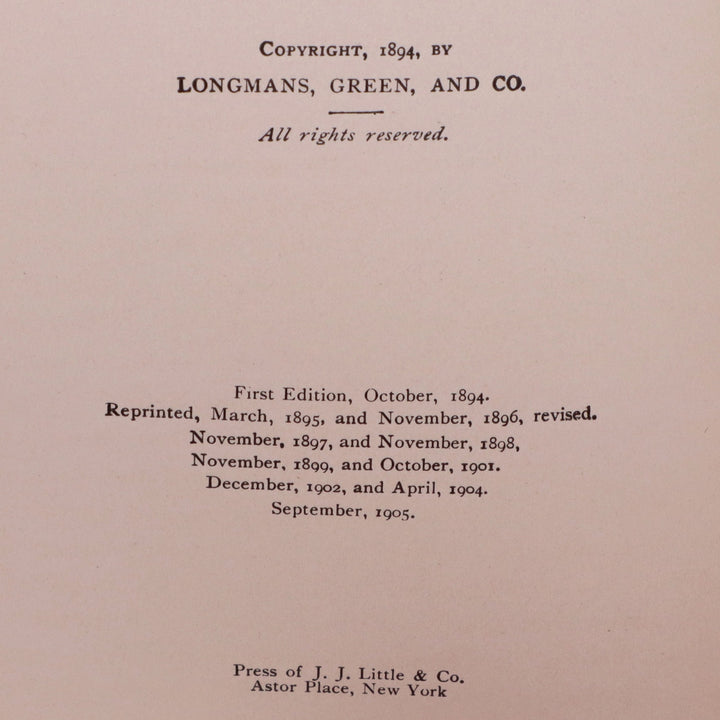 COPYRIGHT, 1894, BY
LONGMANS, GREEN, AND CO.
All rights reserved.
First Edition, October, 1894.
Reprinted, March, 1895, and November, 1896, revised.
November, 1897, and November, 1898,
November, 1899, and October, 1901.
December, 1902, and April, 1904.
September, 1905.
Press of J. J. Little & Co.
Astor Place, New York